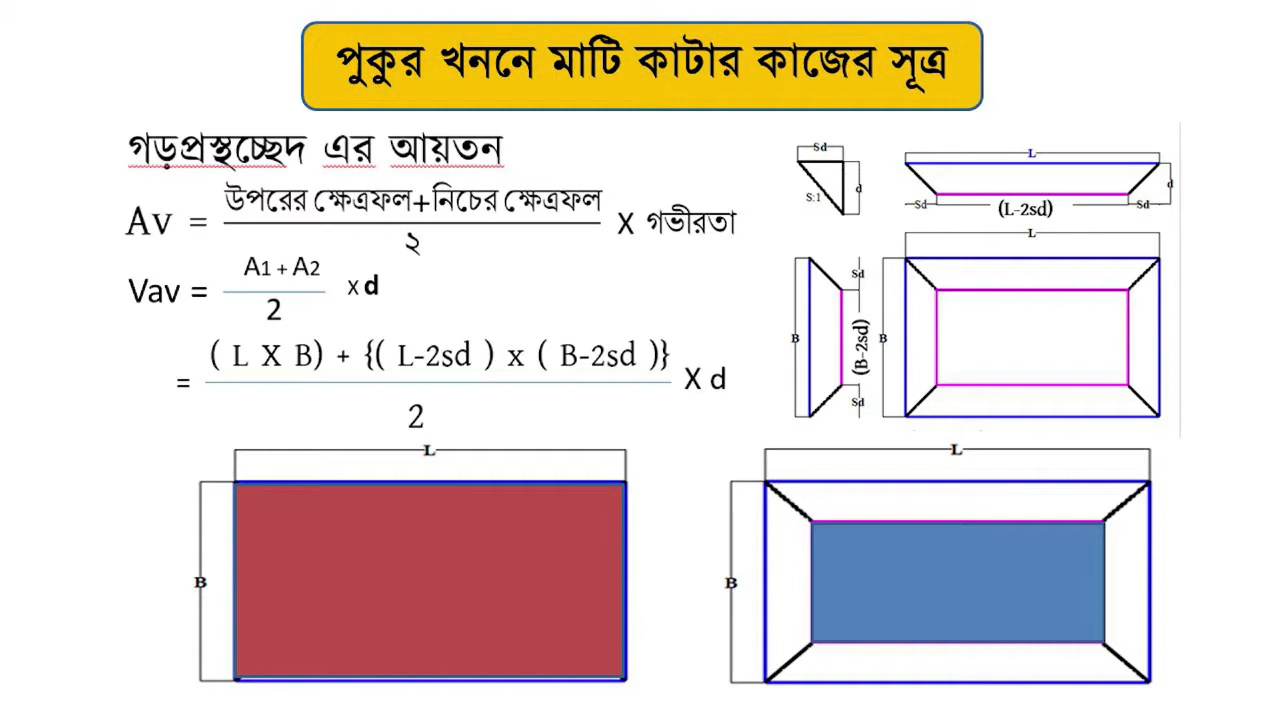 পুকুর খননে মাটি কাটার কাজের সূত্র
গড়প্রস্থচ্ছেদ এর আয়তন
Av = উপরের ক্ষেত্রফল+নিচের ক্ষেত্রফল
২
X গভীরতা
Vav = A1 + A2
2
X d
= ( L X B) + {( L-2sd ) x ( B-2sd )}
2
X d
Sd
d
S:1
L
d
Sd
(L-2sd)
Sd
L
B
Sd
(B-2sd)
Sd
B
L
B
L
B